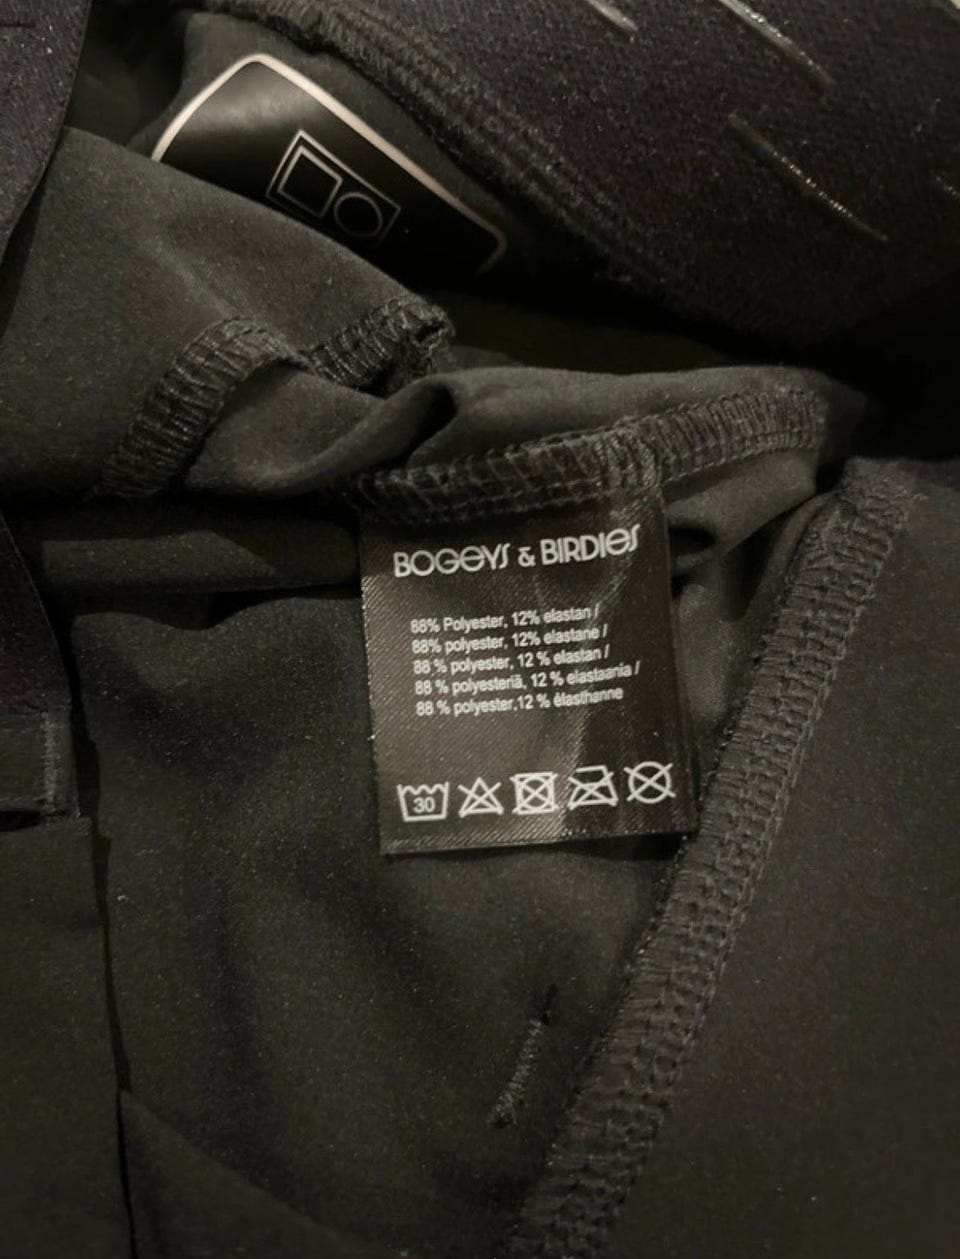 BOGEYS & BIRDIES
88% Polyester, 12% elastan /
88% polyester, 12% elastane /
88 % polyester, 12 % elastan /
88 % polyesteriä, 12 % elastaania /
88 % polyester,12 % élasthanne
30